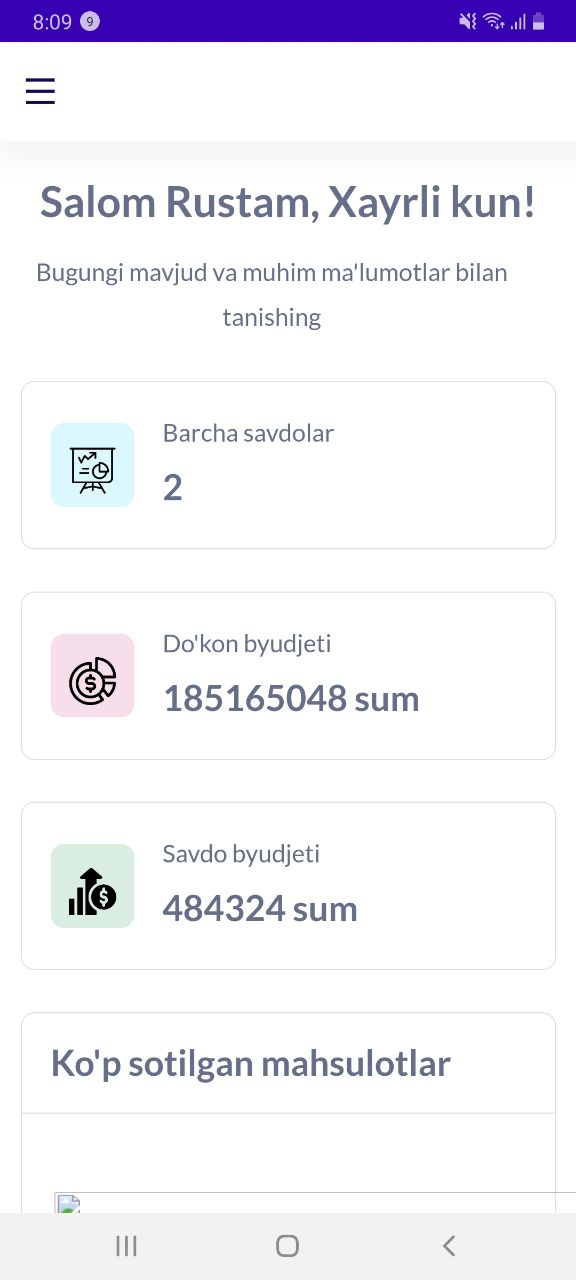 8:09 9
Salom Rustam, Xayrli kun!
Bugungi mavjud va muhim ma'lumotlar bilan
tanishing
Barcha savdolar
2
Do'kon byudjeti
185165048 sum
Savdo byudjeti
484324 sum
Ko'p sotilgan mahsulotlar